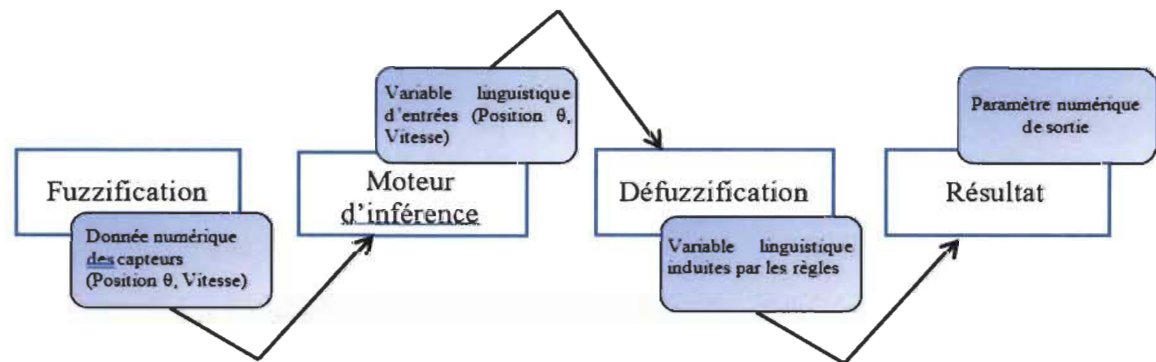 Fuzzification
Donnée numérique
des capteurs
(Position θ, Vitesse)
Variable linguistique
d'entrées (Position θ,
Vitesse)
Moteur
d'inférence
Défuzzification
Variable linguistique
induites par les règles
Paramètre numérique
de sortie
Résultat